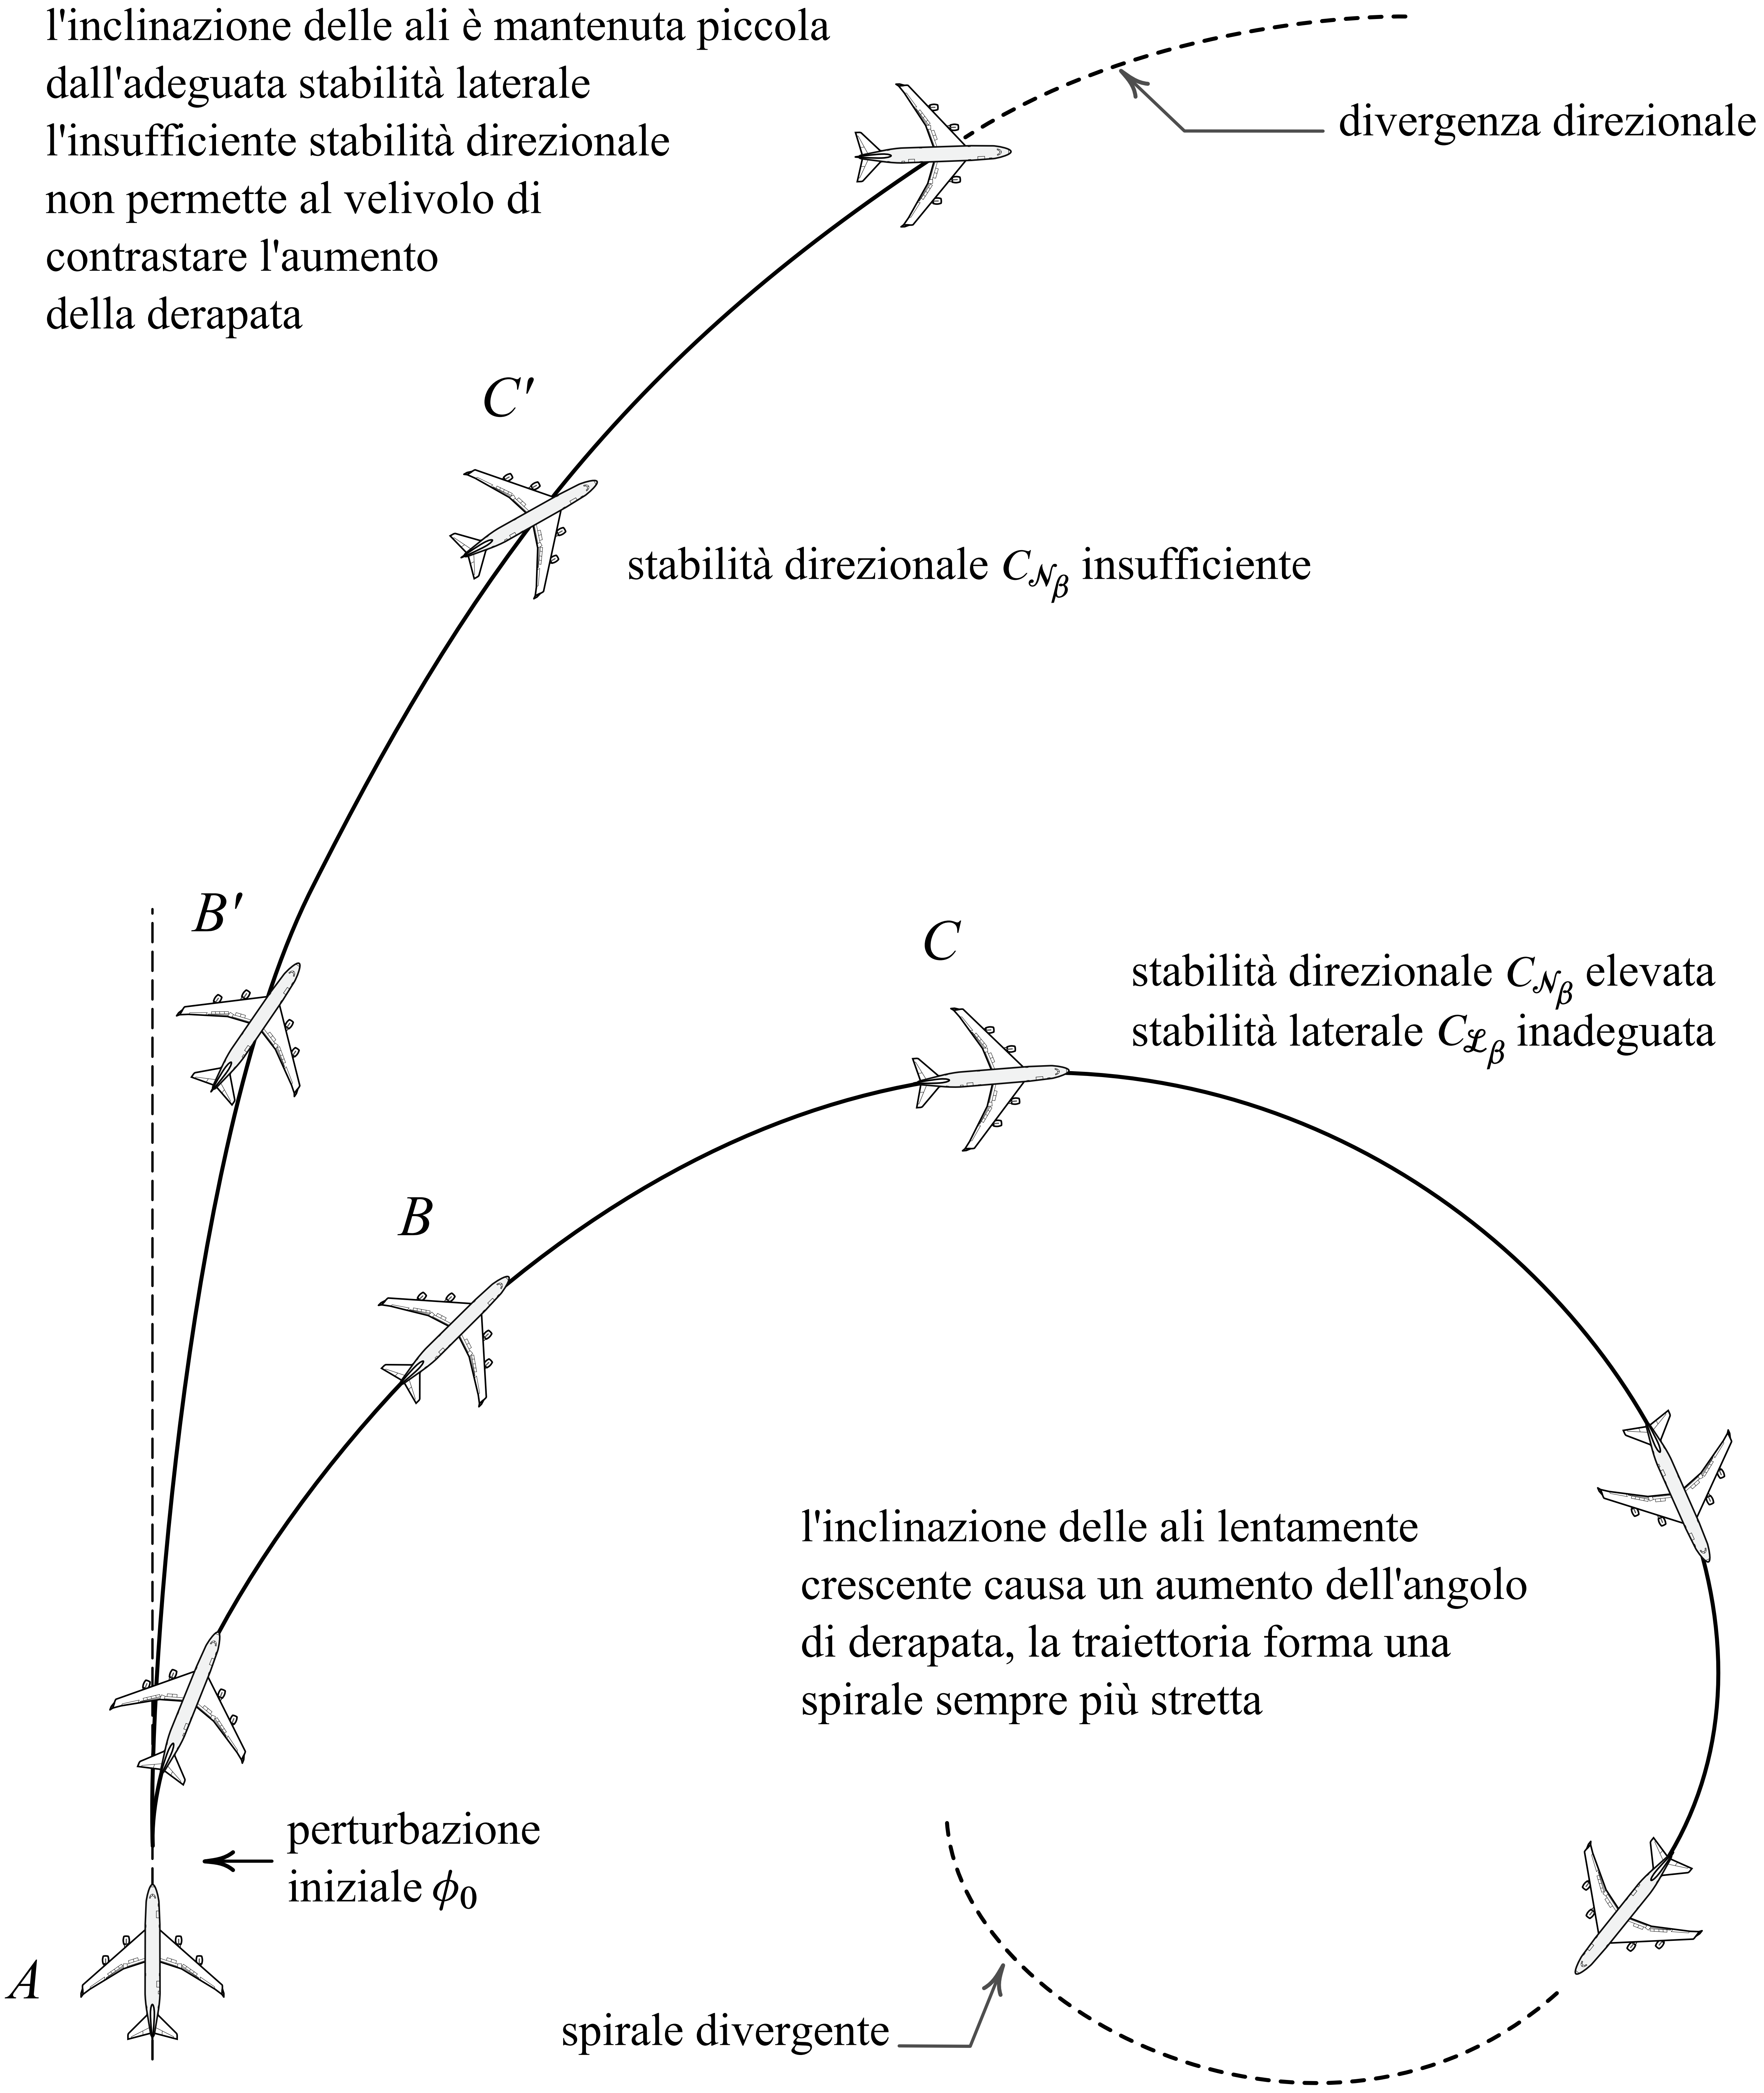 l'inclinazione delle ali è mantenuta piccola
dall'adeguata stabilità laterale
l'insufficiente stabilità direzionale
non permette al velivolo di
contrastare l'aumento
della derapata
divergenza direzionale
C′
stabilità direzionale C𝒩β insufficiente
B′
C
stabilità direzionale C𝒩β elevata
stabilità laterale Cℒβ inadeguata
B
l'inclinazione delle ali lentamente
crescente causa un aumento dell'angolo
di derapata, la traiettoria forma una
spirale sempre più stretta
perturbazione
iniziale ϕ0
A
spirale divergente